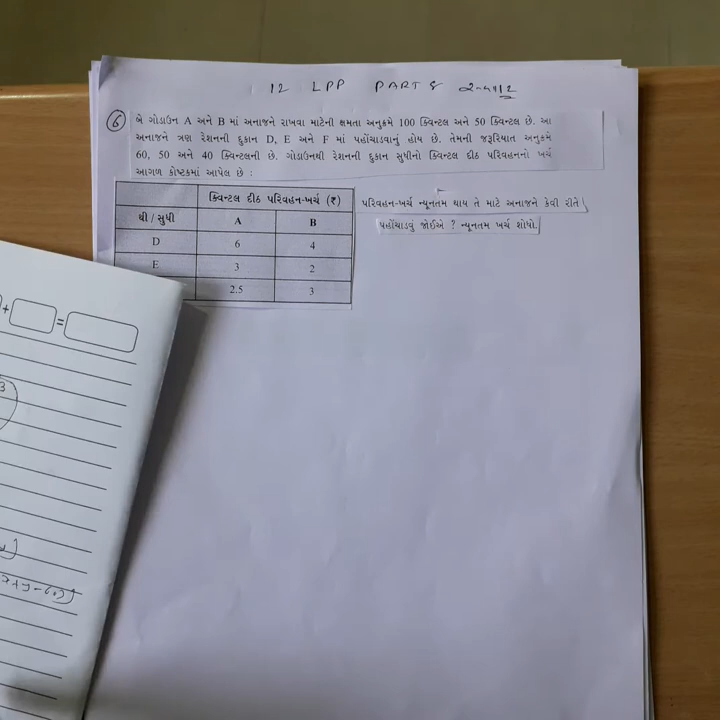 12 LPP PART 8
6
બે ગોડાઉન A અને B માં અનાજને રાખવા માટેની ક્ષમતા અનુક્રમે 100 ક્વિન્ટલ અને 50 ક્વિન્ટલ છે. આ
અનાજને ત્રણ રેશનની દુકાન D, E અને F માં પહોંચાડવાનું હોય છે. તેમની જરૂરિયાત અનુક્રમે
60, 50 અને 40 ક્વિન્ટલની છે. ગોડાઉનથી રેશનની દુકાન સુધીનો ક્વિન્ટલ દીઠ પરિવહનનો ખર્ચ
આગળ કોષ્ટકમાં આપેલ છે :
ક્વિન્ટલ દીઠ પરિવહન-ખર્ચ (₹)
થી / સુધી A B
D 6 4
E 3 2
2.5 3
પરિવહન-ખર્ચ ન્યૂનતમ થાય તે માટે અનાજને કેવી રીતે
પહોંચાડવું જોઈએ ? ન્યૂનતમ ખર્ચ શોધો.
+ =